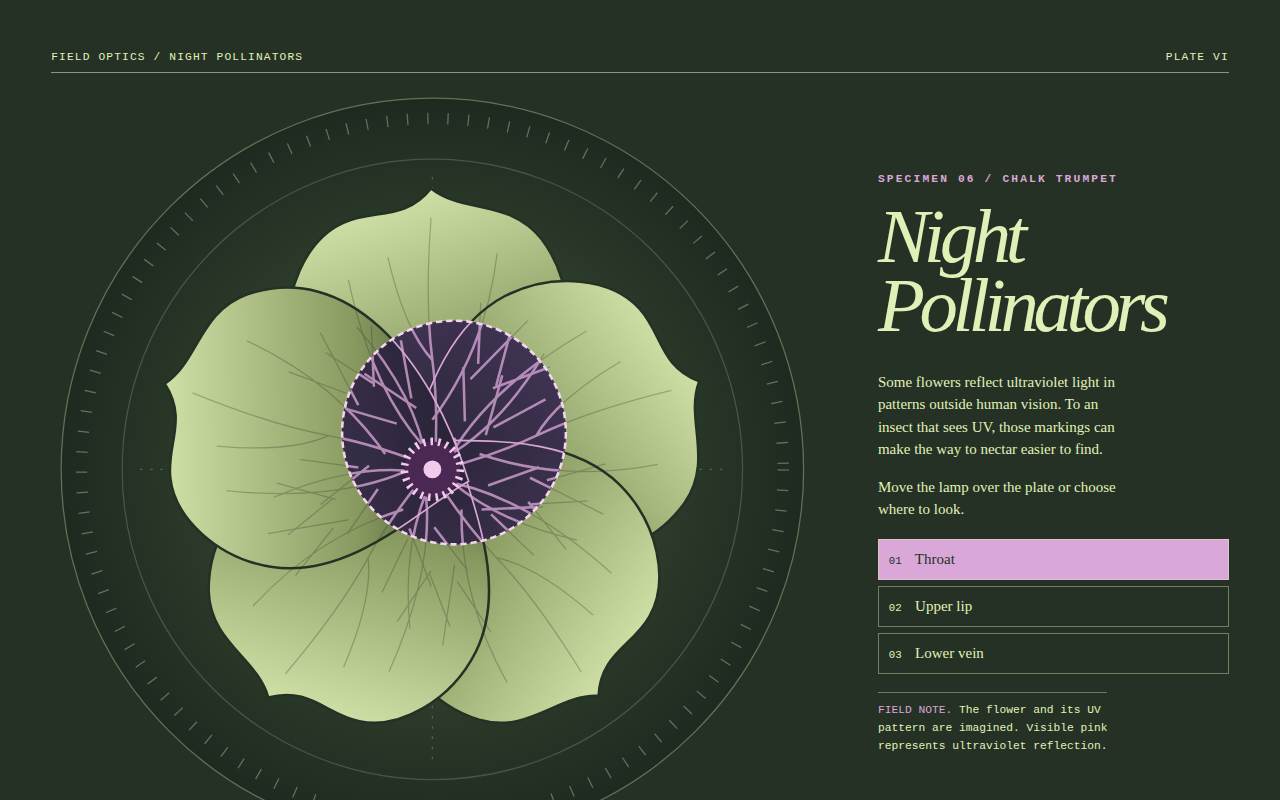 FIELD OPTICS / NIGHT POLLINATORS
PLATE VI
SPECIMEN 06 / CHALK TRUMPET
Night
Pollinators
Some flowers reflect ultraviolet light in
patterns outside human vision. To an
insect that sees UV, those markings can
make the way to nectar easier to find.
Move the lamp over the plate or choose
where to look.
01 Throat
02 Upper lip
03 Lower vein
FIELD NOTE. The flower and its UV
pattern are imagined. Visible pink
represents ultraviolet reflection.